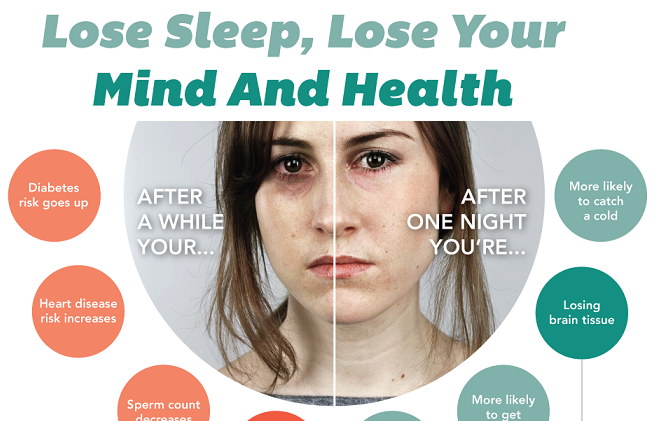 Lose Sleep, Lose Your
Mind And Health
AFTER
A WHILE
YOUR...
AFTER
ONE NIGHT
YOU'RE...
Diabetes
risk goes up
Heart disease
risk increases
Sperm count
decreases
More likely
to catch
a cold
Losing
brain tissue
More likely
to get